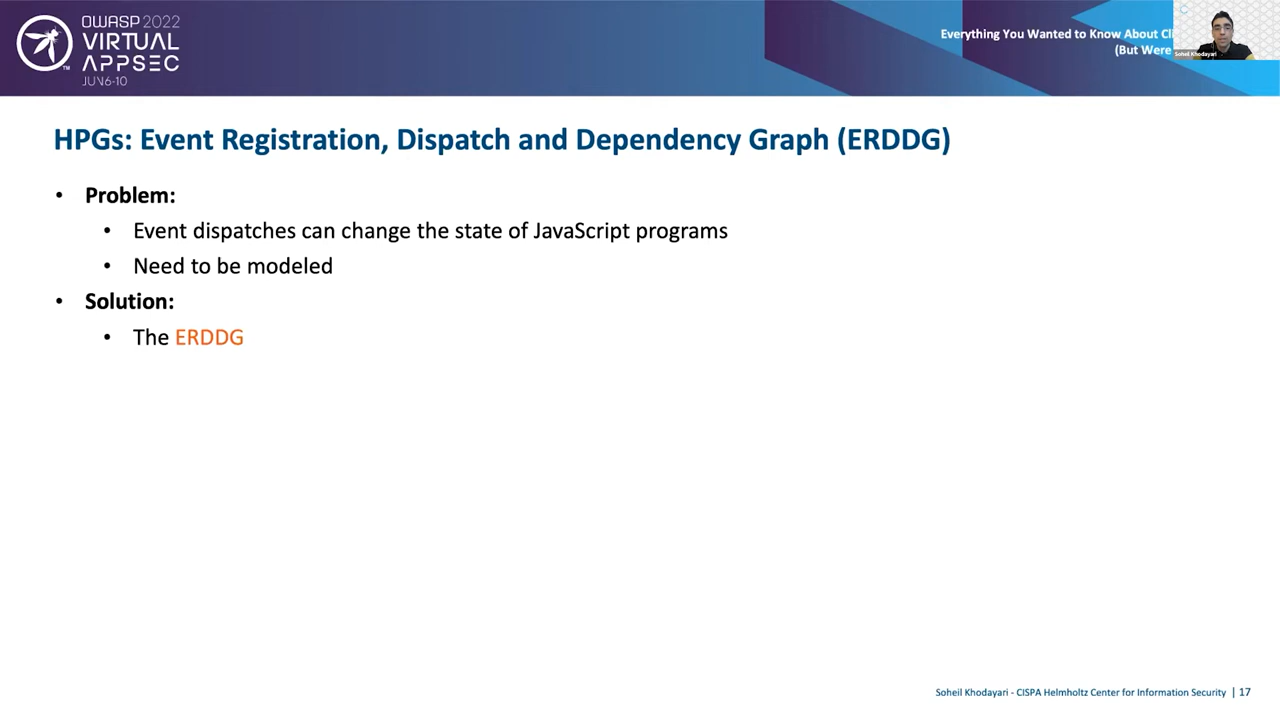 OWASP 2022
VIRTUAL
APPSEC
JUN 6-10
Everything You Wanted to Know About
(But Were
Soheil Khodayari
HPGs: Event Registration, Dispatch and Dependency Graph (ERDDG)
• Problem:
• Event dispatches can change the state of JavaScript programs
• Need to be modeled
• Solution:
• The ERDDG
Soheil Khodayari - CISPA Helmholtz Center for Information Security | 17